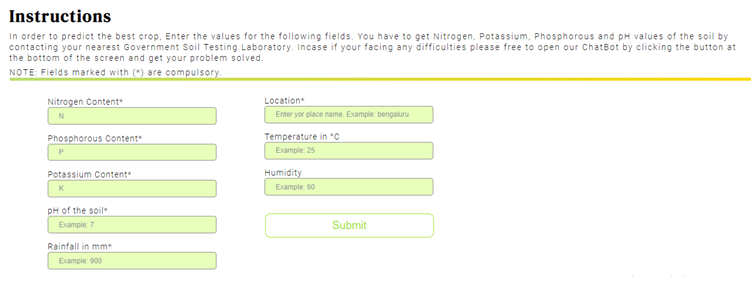 Instructions
In order to predict the best crop, Enter the values for the following fields. You have to get Nitrogen, Potassium, Phosphorous and pH values of the soil by
contacting your nearest Government Soil Testing Laboratory. Incase if your facing any difficulties please free to open our ChatBot by clicking the button at
the bottom of the screen and get your problem solved.
NOTE: Fields marked with (*) are compulsory.
Nitrogen Content*
N
Phosphorous Content*
P
Potassium Content*
K
pH of the soil*
Example: 7
Rainfall in mm*
Example: 900
Location*
Enter yor place name. Example: bengaluru
Temperature in °C
Example: 25
Humidity
Example: 60
Submit